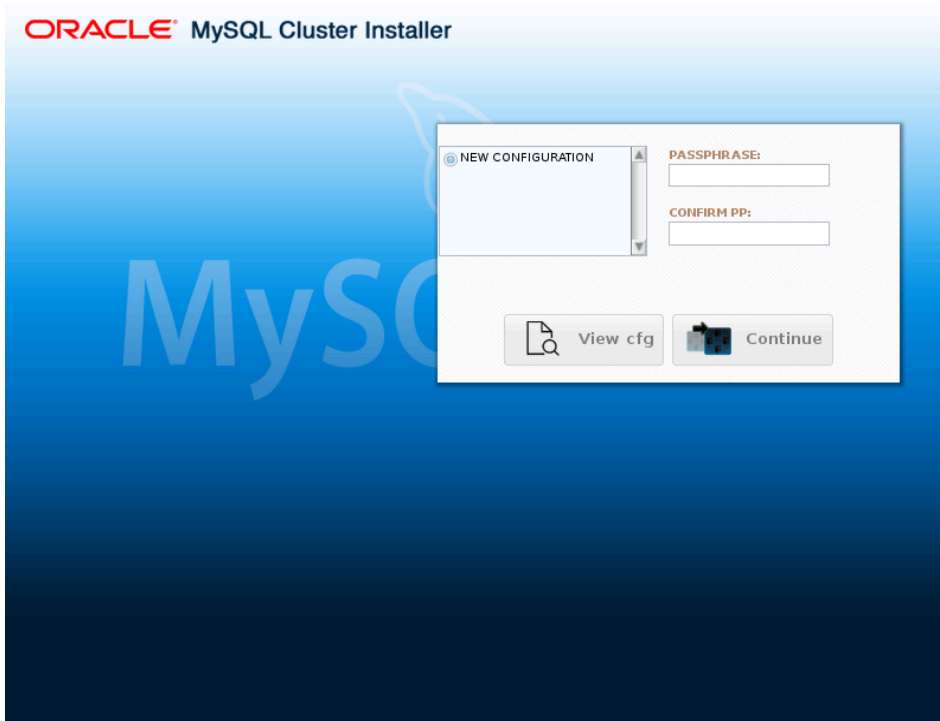 ORACLE® MySQL Cluster Installer
NEW CONFIGURATION
PASSPHRASE:
CONFIRM PP:
View cfg
Continue
MySQ